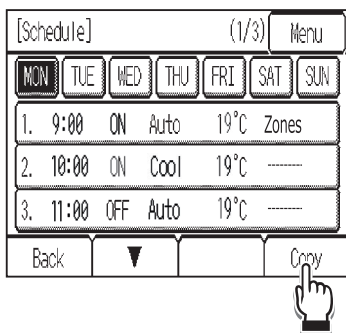 [Schedule] (1/3) Menu
MON TUE WED THU FRI SAT SUN
1. 9:00 ON Auto 19°C Zones
2. 10:00 ON Cool 19°C --------
3. 11:00 OFF Auto 19°C --------
Back ▼ Copy